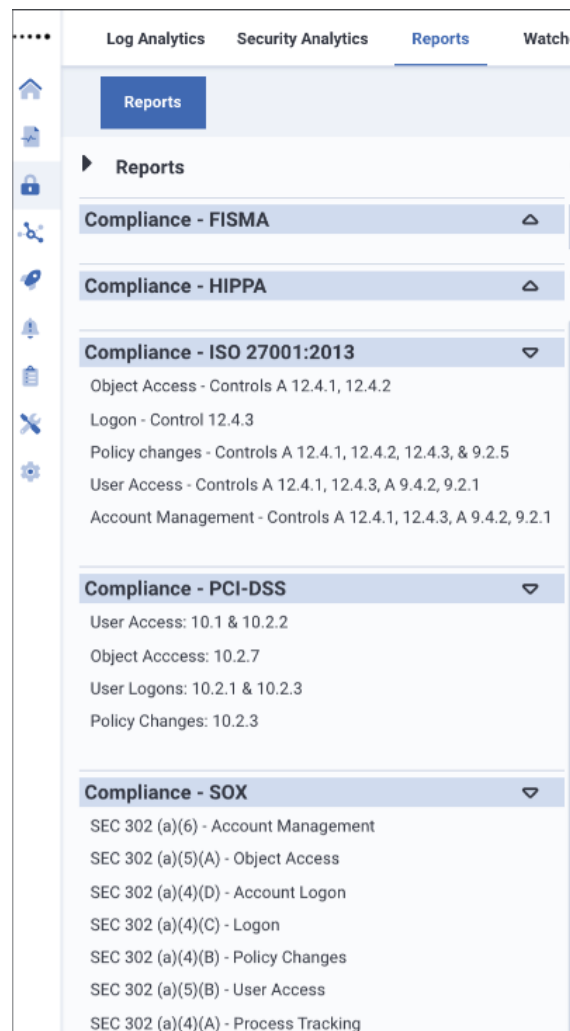 Log Analytics Security Analytics Reports Watch
Reports
Reports
Compliance - FISMA
Compliance - HIPPA
Compliance - ISO 27001:2013
Object Access - Controls A 12.4.1, 12.4.2
Logon - Control 12.4.3
Policy changes - Controls A 12.4.1, 12.4.2, 12.4.3, & 9.2.5
User Access - Controls A 12.4.1, 12.4.3, A 9.4.2, 9.2.1
Account Management - Controls A 12.4.1, 12.4.3, A 9.4.2, 9.2.1
Compliance - PCI-DSS
User Access: 10.1 & 10.2.2
Object Acccess: 10.2.7
User Logons: 10.2.1 & 10.2.3
Policy Changes: 10.2.3
Compliance - SOX
SEC 302 (a)(6) - Account Management
SEC 302 (a)(5)(A) - Object Access
SEC 302 (a)(4)(D) - Account Logon
SEC 302 (a)(4)(C) - Logon
SEC 302 (a)(4)(B) - Policy Changes
SEC 302 (a)(5)(B) - User Access
SEC 302 (a)(4)(A) - Process Tracking